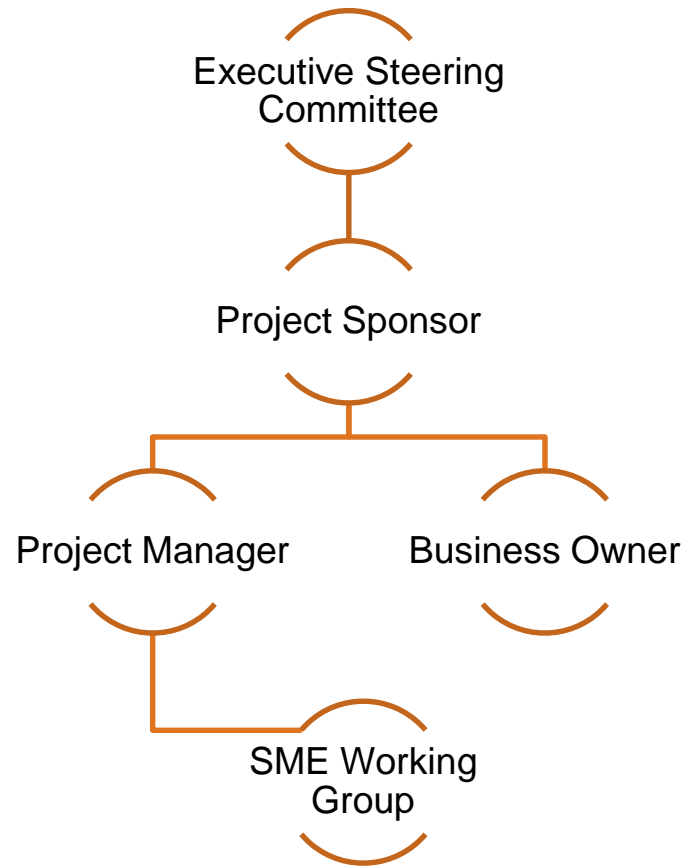 Executive Steering
Committee
Project Sponsor
Project Manager
Business Owner
SME Working
Group